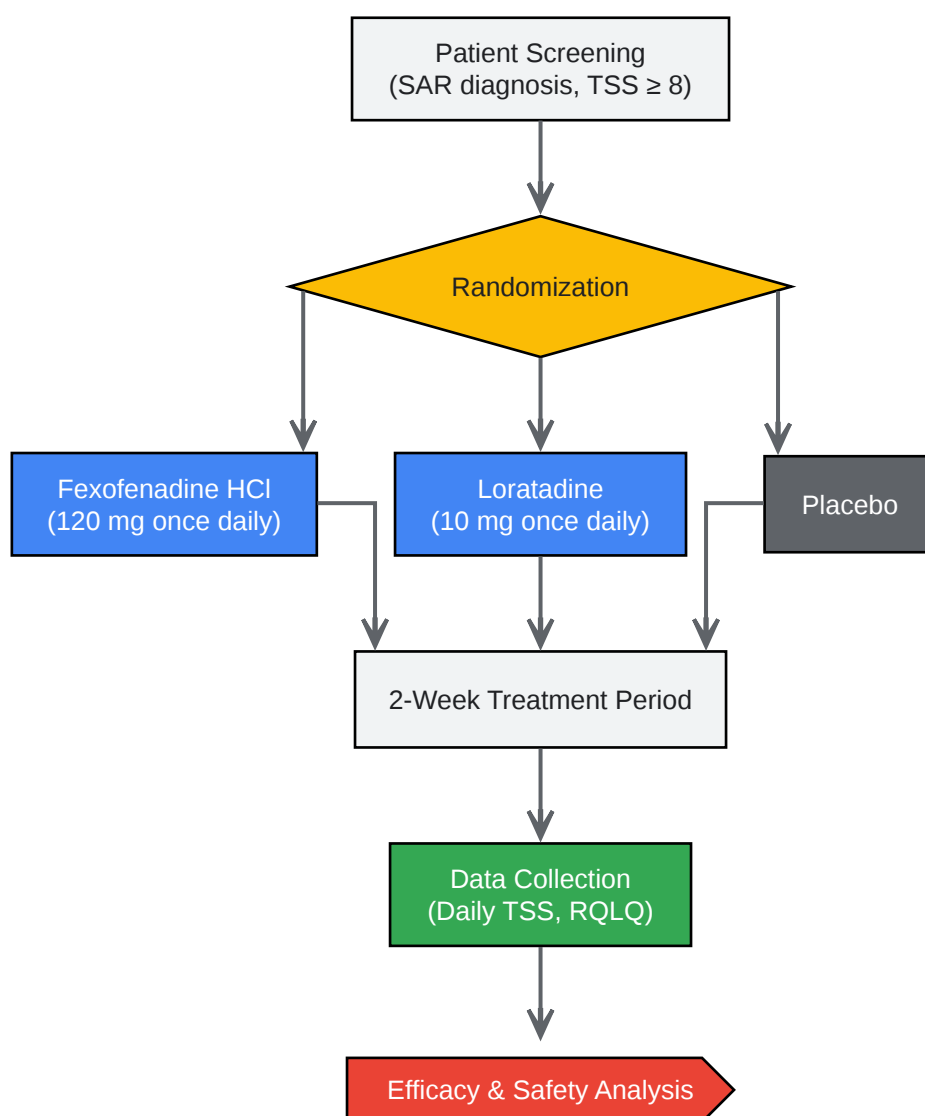 Patient Screening
(SAR diagnosis, TSS ≥ 8)
Randomization
Fexofenadine HCl
(120 mg once daily)
Loratadine
(10 mg once daily)
Placebo
2-Week Treatment Period
Data Collection
(Daily TSS, RQLQ)
Efficacy & Safety Analysis